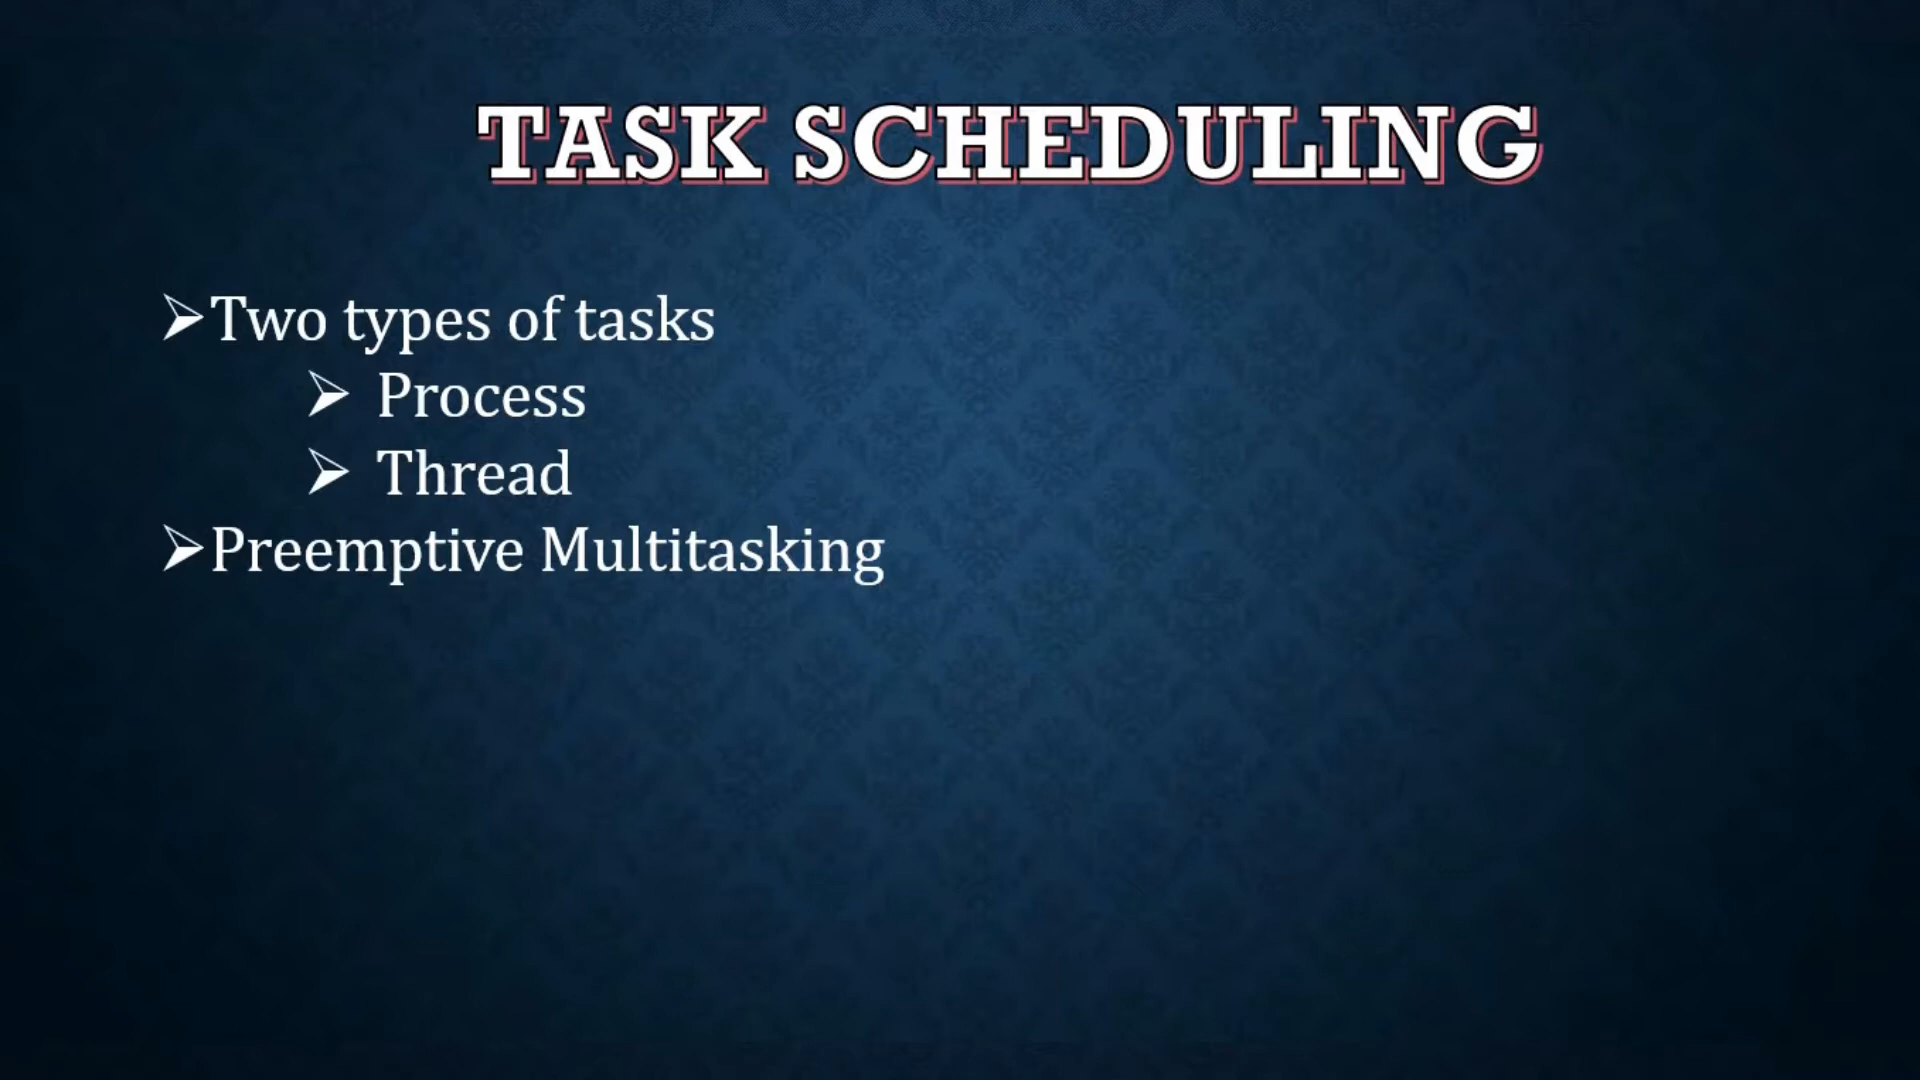 TASK SCHEDULING
➢Two types of tasks
➢ Process
➢ Thread
➢Preemptive Multitasking